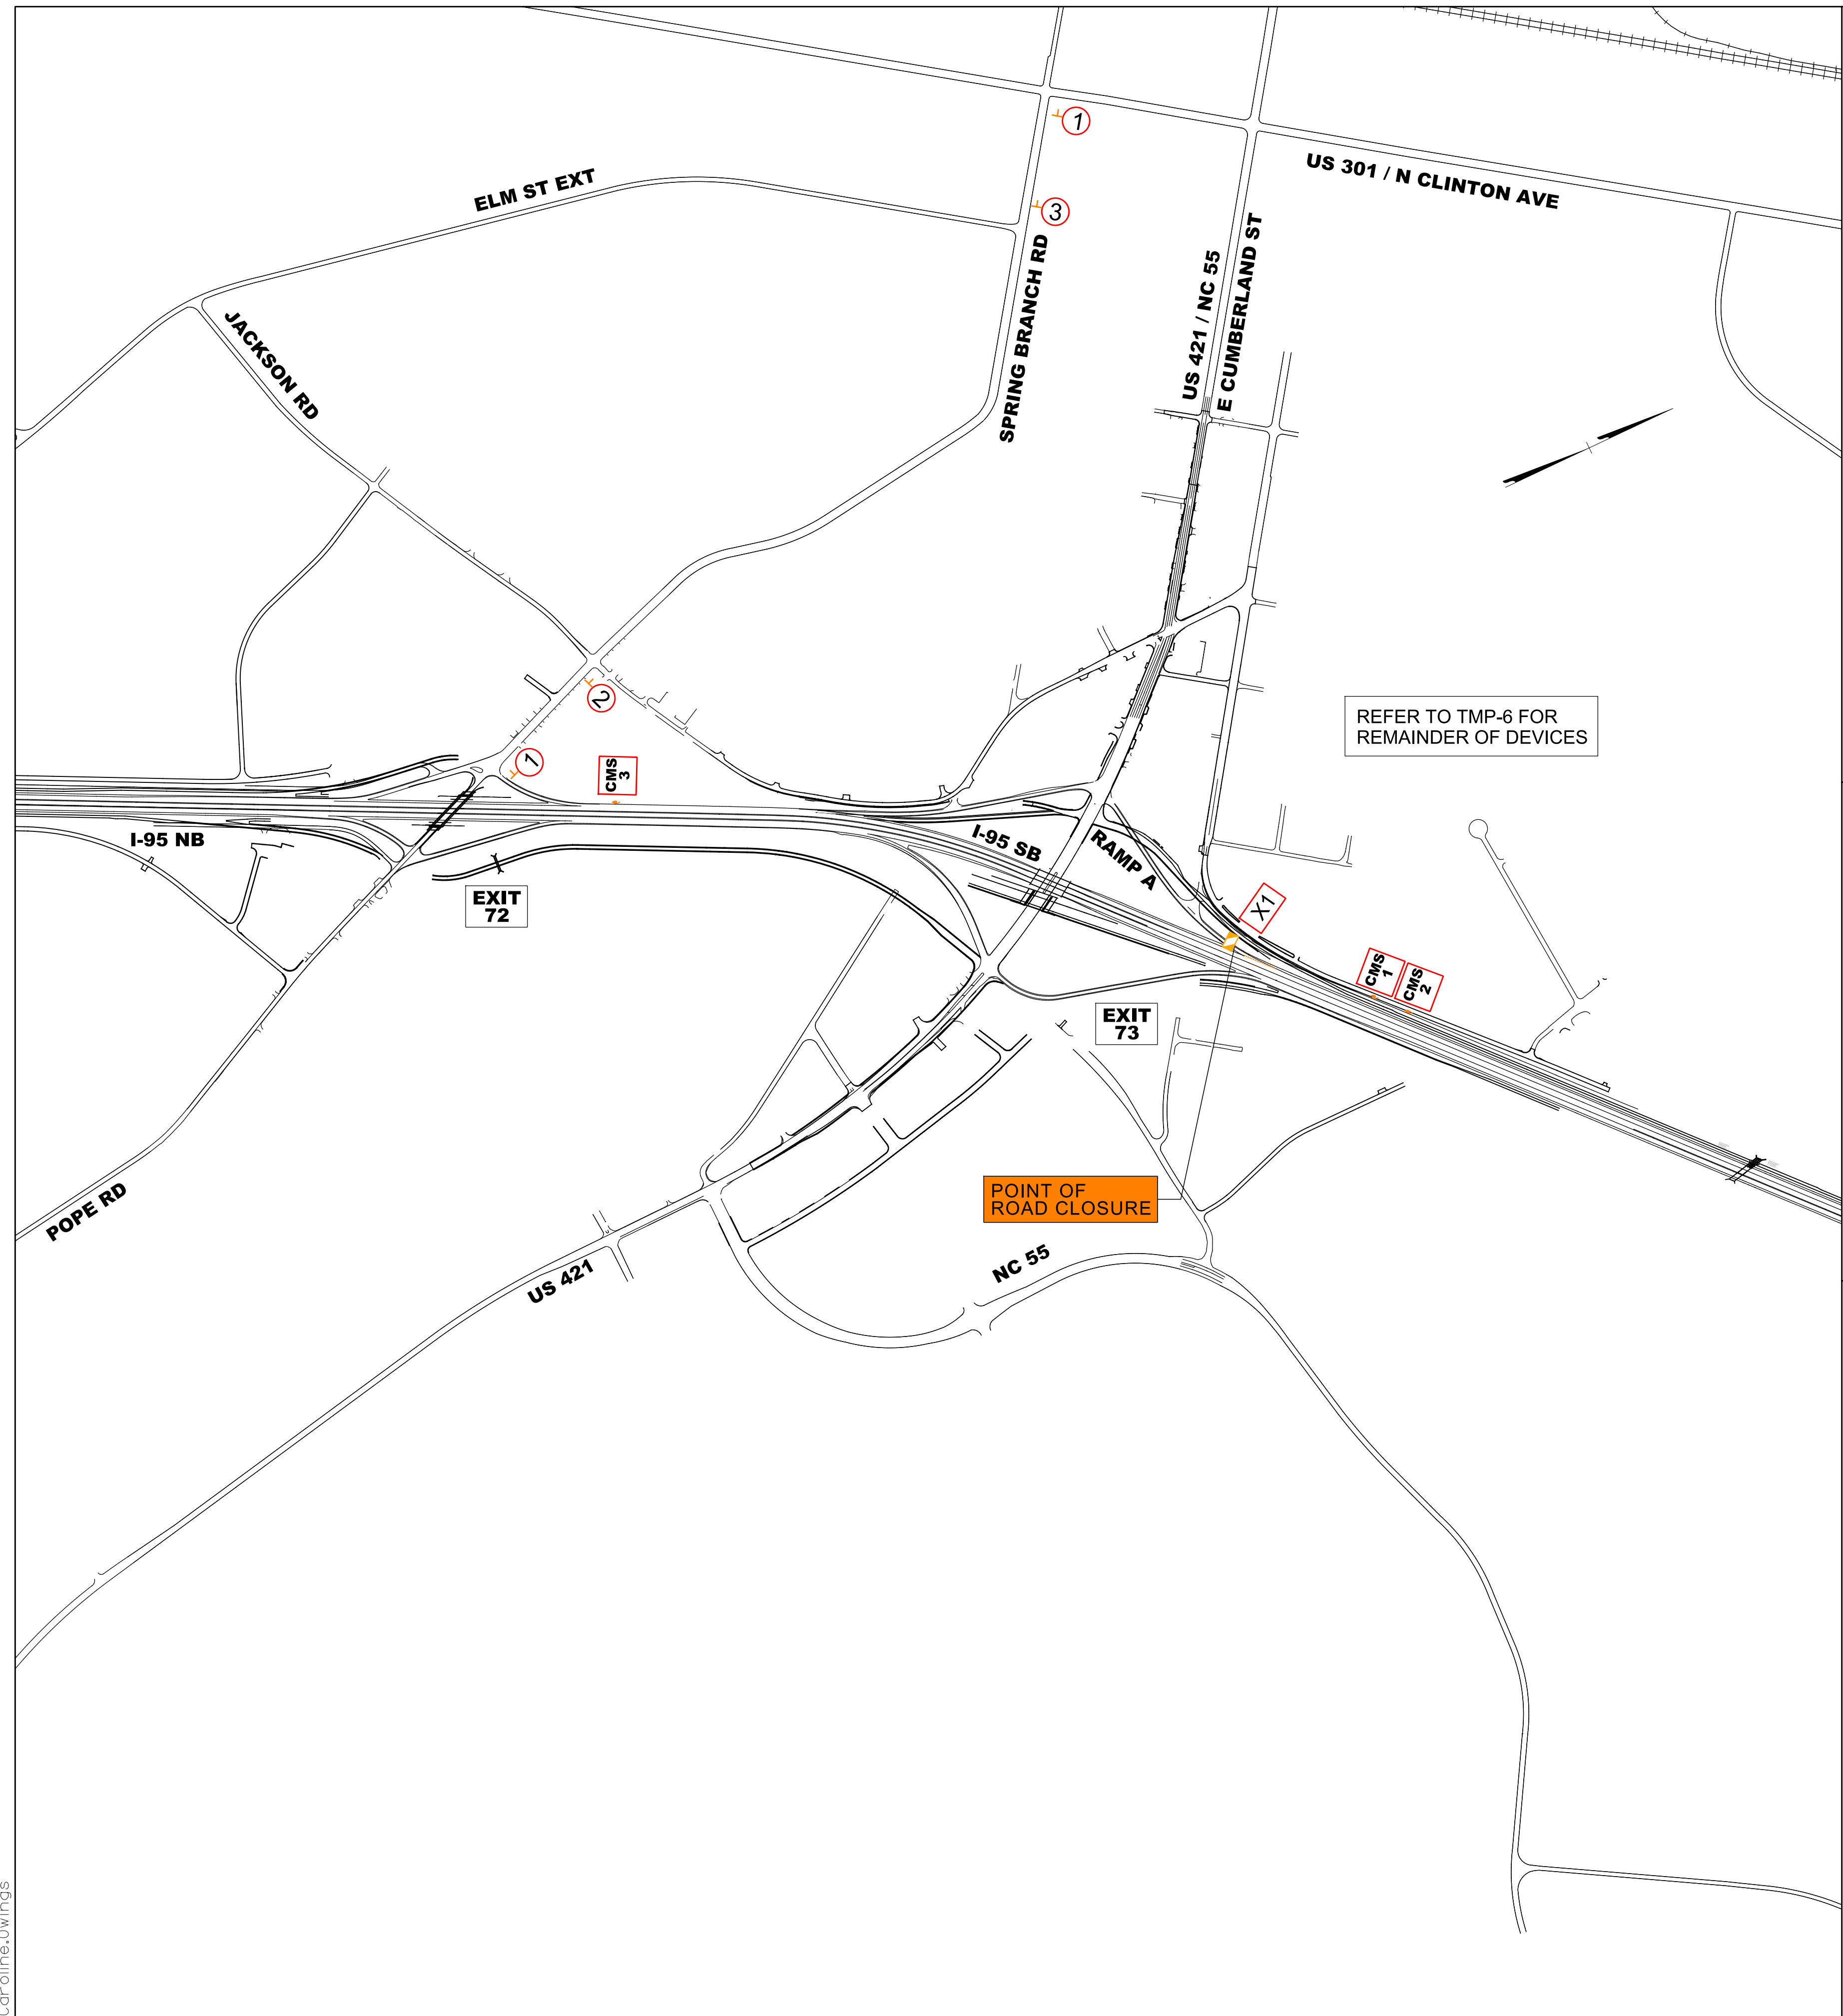 1
US 301 / N CLINTON AVE
ELM ST EXT
3
SPRING BRANCH RD
US 421 / NC 55
E CUMBERLAND ST
JACKSON RD
2
REFER TO TMP-6 FOR
REMAINDER OF DEVICES
1
CMS
3
I-95 NB
I-95 SB
RAMP A
EXIT
72
X1
CMS
1
CMS
2
EXIT
73
POINT OF
ROAD CLOSURE
POPE RD
US 421
NC 55
Caroline.Owings